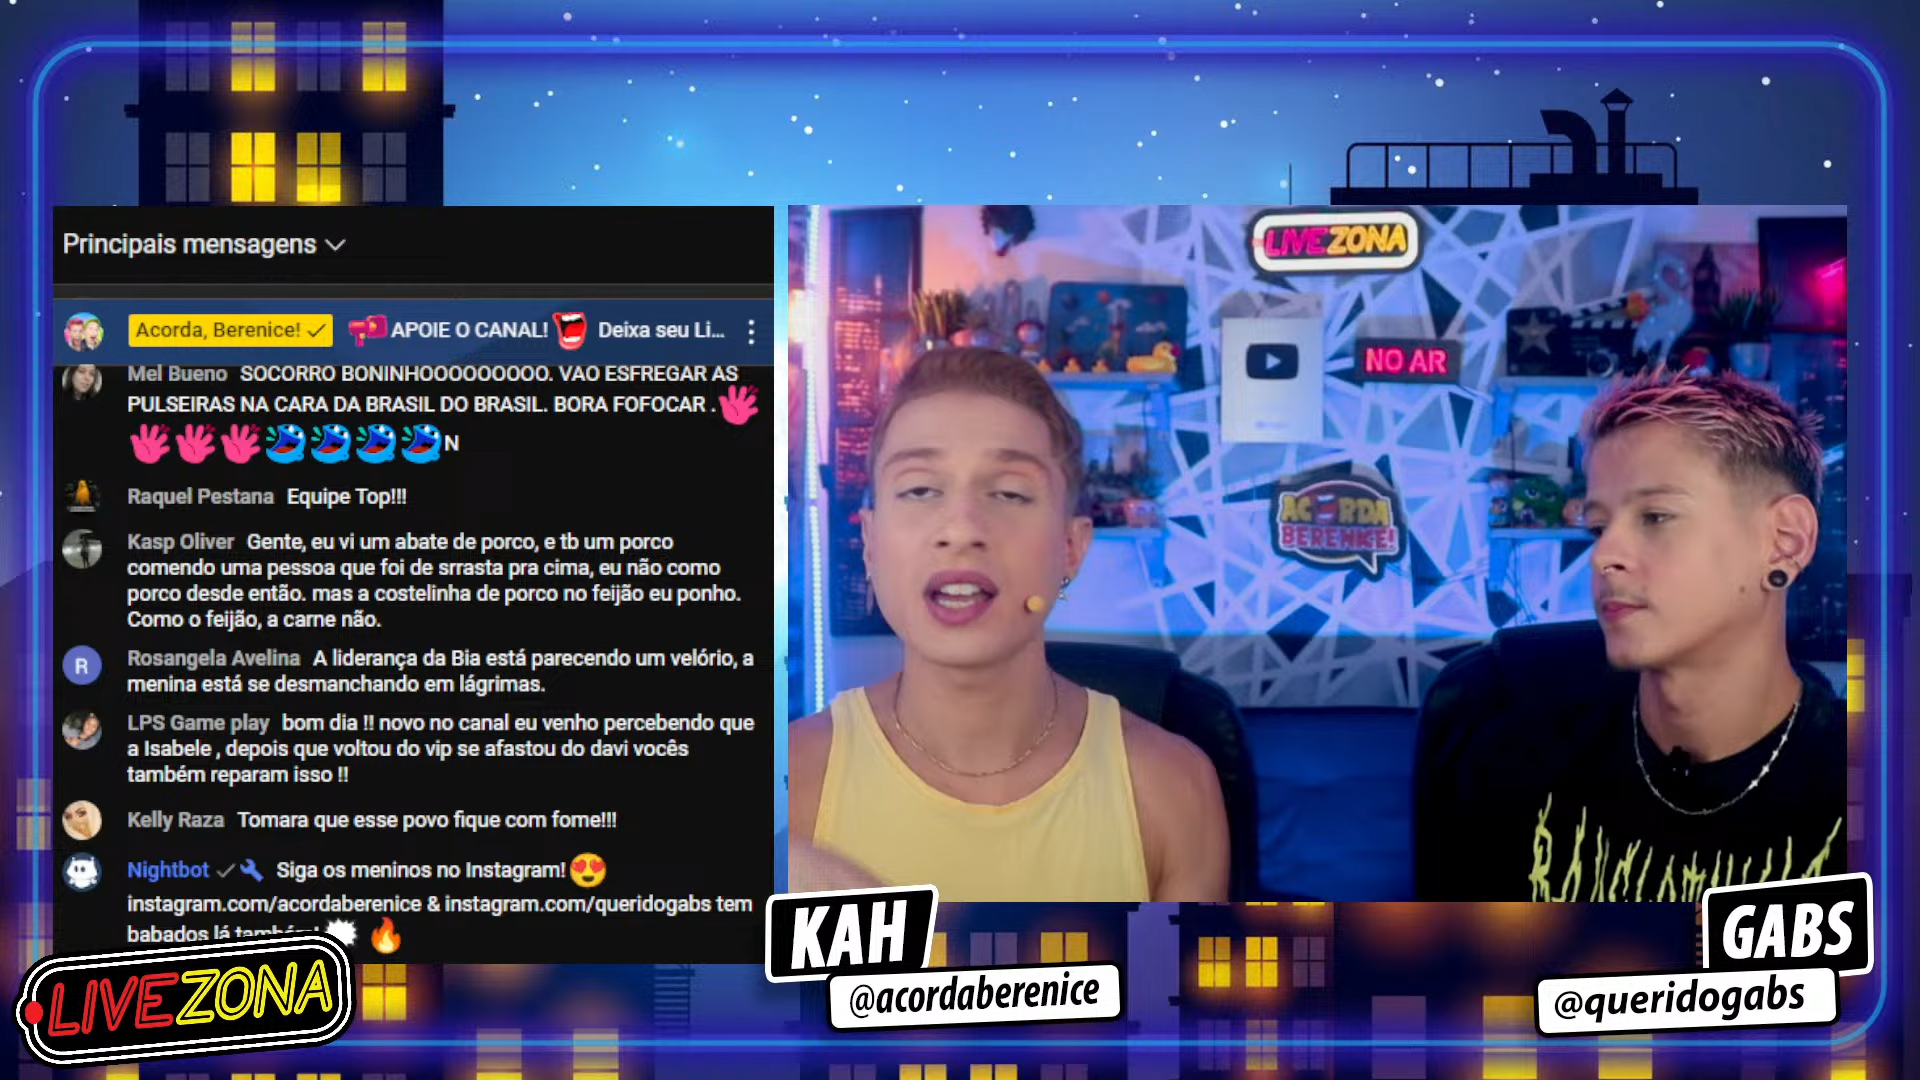 Principais mensagens
Acorda, Berenice! APOIE O CANAL! Deixa seu Li...
Mel Bueno SOCORRO BONINHOOOOOOOOO. VAO ESFREGAR AS
PULSEIRAS NA CARA DA BRASIL DO BRASIL. BORA FOFOCAR .
N
Raquel Pestana Equipe Top!!!
Kasp Oliver Gente, eu vi um abate de porco, e tb um porco
comendo uma pessoa que foi de srrasta pra cima, eu não como
porco desde então. mas a costelinha de porco no feijão eu ponho.
Como o feijão, a carne não.
R
Rosangela Avelina A liderança da Bia está parecendo um velório, a
menina está se desmanchando em lágrimas.
LPS Game play bom dia !! novo no canal eu venho percebendo que
a Isabele , depois que voltou do vip se afastou do davi vocês
também reparam isso !!
Kelly Raza Tomara que esse povo fique com fome!!!
Nightbot Siga os meninos no Instagram!
instagram.com/acordaberenice & instagram.com/queridogabs tem
babados lá também!
LIVEZONA
LIVEZONA
NO AR
ACORDA
BERENICE!
KAH
@acordaberenice
GABS
@queridogabs